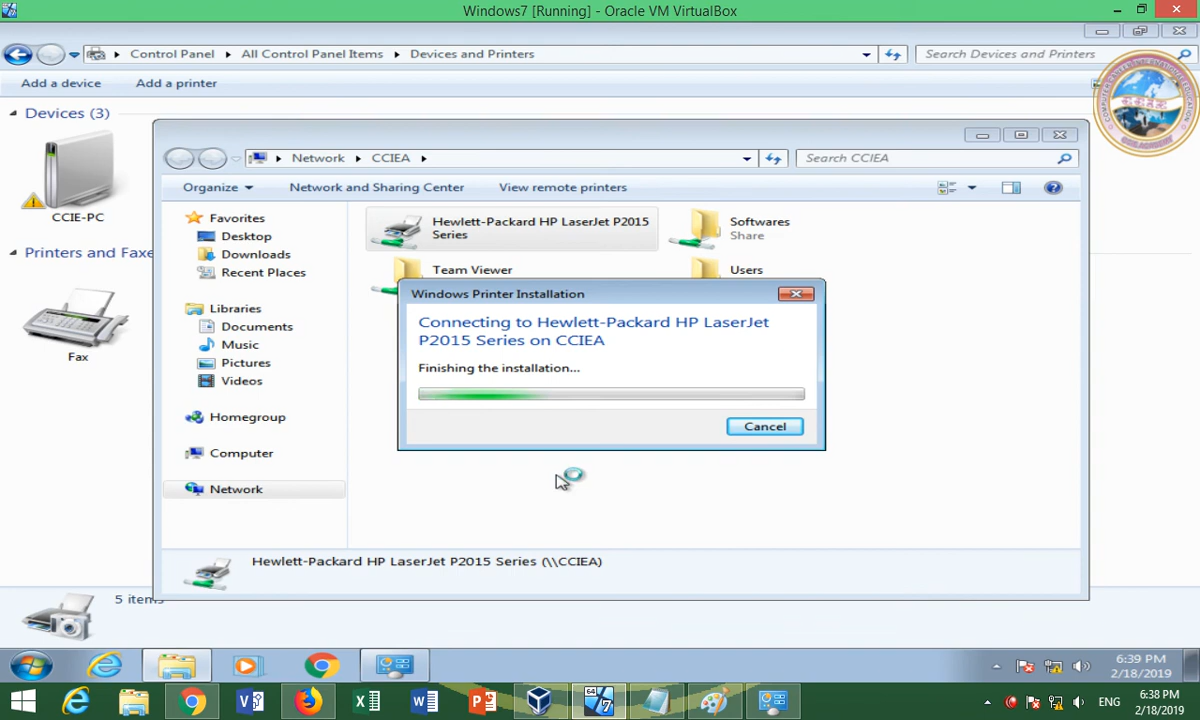 Windows7 [Running] - Oracle VM VirtualBox
Control Panel
All Control Panel Items
Devices and Printers
Search Devices and Printers
Add a device
Add a printer
CCIE
Devices (3)
CCIE-PC
Printers and Faxe
Fax
Network
CCIEA
Search CCIEA
Organize
Network and Sharing Center
View remote printers
Favorites
Desktop
Downloads
Recent Places
Libraries
Documents
Music
Pictures
Videos
Homegroup
Computer
Network
Hewlett-Packard HP LaserJet P2015
Series
Softwares
Share
Team Viewer
Users
Windows Printer Installation
Connecting to Hewlett-Packard HP LaserJet
P2015 Series on CCIEA
Finishing the installation...
Cancel
Hewlett-Packard HP LaserJet P2015 Series (\\CCIEA)
5 items
6:39 PM
2/18/2019
ENG
6:38 PM
2/18/2019